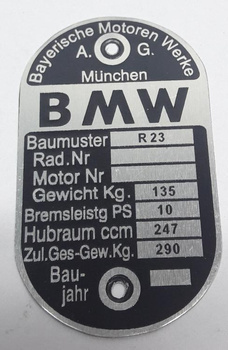 Bayerische Motoren Werke
A. G.
München
BMW
Baumuster R 23
Rad.Nr
Motor Nr
Gewicht Kg. 135
Bremsleistg PS 10
Hubraum ccm 247
Zul.Ges-Gew.Kg. 290
Bau-
jahr